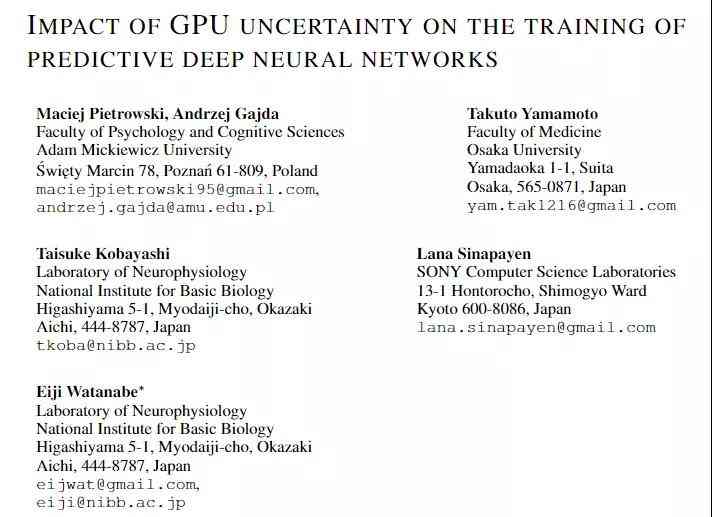 IMPACT OF GPU UNCERTAINTY ON THE TRAINING OF
PREDICTIVE DEEP NEURAL NETWORKS
Maciej Pietrowski, Andrzej Gajda
Faculty of Psychology and Cognitive Sciences
Adam Mickiewicz University
Święty Marcin 78, Poznań 61-809, Poland
maciejpietrowski95@gmail.com,
andrzej.gajda@amu.edu.pl
Takuto Yamamoto
Faculty of Medicine
Osaka University
Yamadaoka 1-1, Suita
Osaka, 565-0871, Japan
yam.tak1216@gmail.com
Taisuke Kobayashi
Laboratory of Neurophysiology
National Institute for Basic Biology
Higashiyama 5-1, Myodaiji-cho, Okazaki
Aichi, 444-8787, Japan
tkoba@nibb.ac.jp
Lana Sinapayen
SONY Computer Science Laboratories
13-1 Hontorocho, Shimogyo Ward
Kyoto 600-8086, Japan
lana.sinapayen@gmail.com
Eiji Watanabe*
Laboratory of Neurophysiology
National Institute for Basic Biology
Higashiyama 5-1, Myodaiji-cho, Okazaki
Aichi, 444-8787, Japan
eijwat@gmail.com,
eiji@nibb.ac.jp